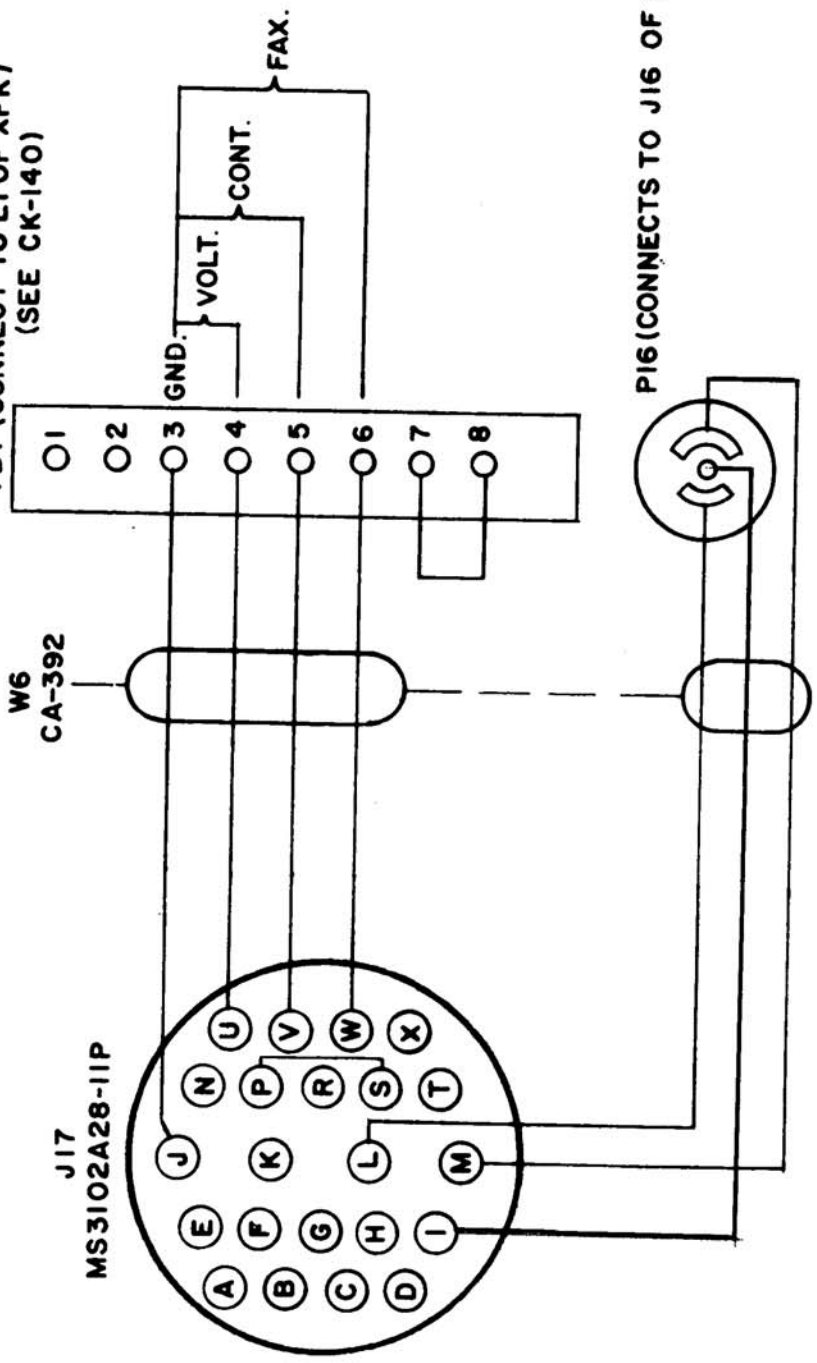 (SEE CK-140)
W6
CA-392
J17
MS3102A28-11P
A
B
C
D
E
F
G
H
I
J
K
L
M
N
P
R
S
T
U
V
W
X
1
2
3
4
5
6
7
8
GND.
VOLT.
CONT.
FAX.
P16 (CONNECTS TO J16 OF